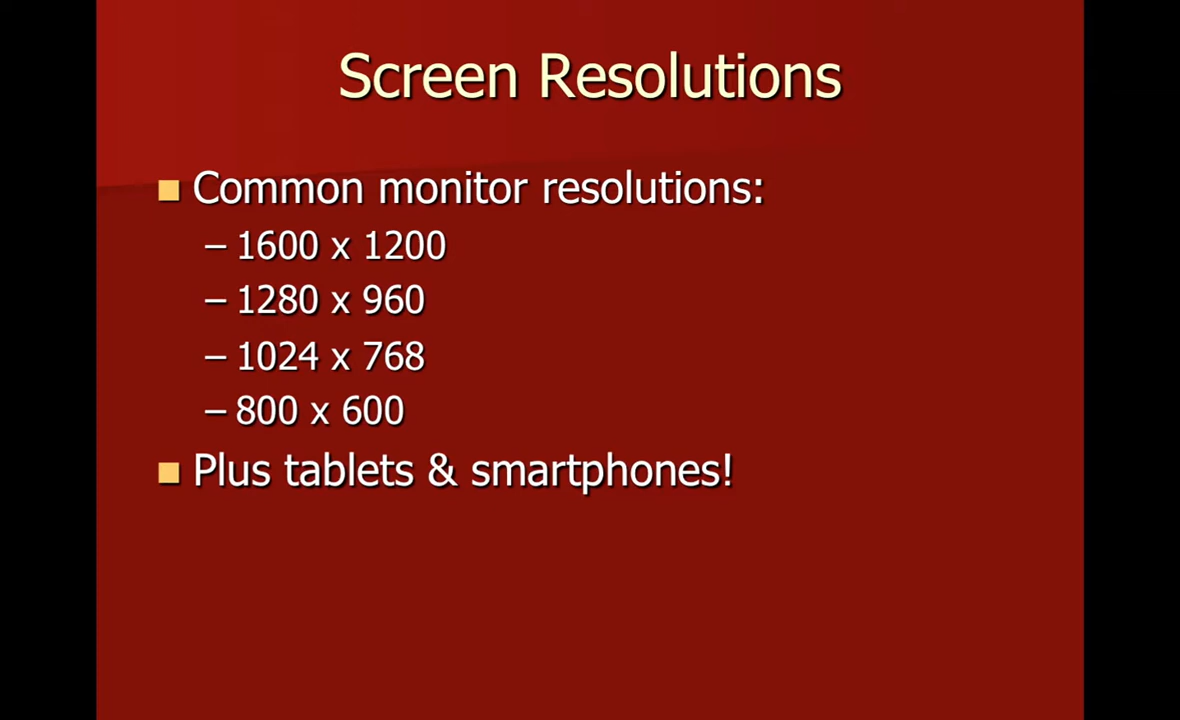 Screen Resolutions
Common monitor resolutions:
– 1600 x 1200
– 1280 x 960
– 1024 x 768
– 800 x 600
Plus tablets & smartphones!